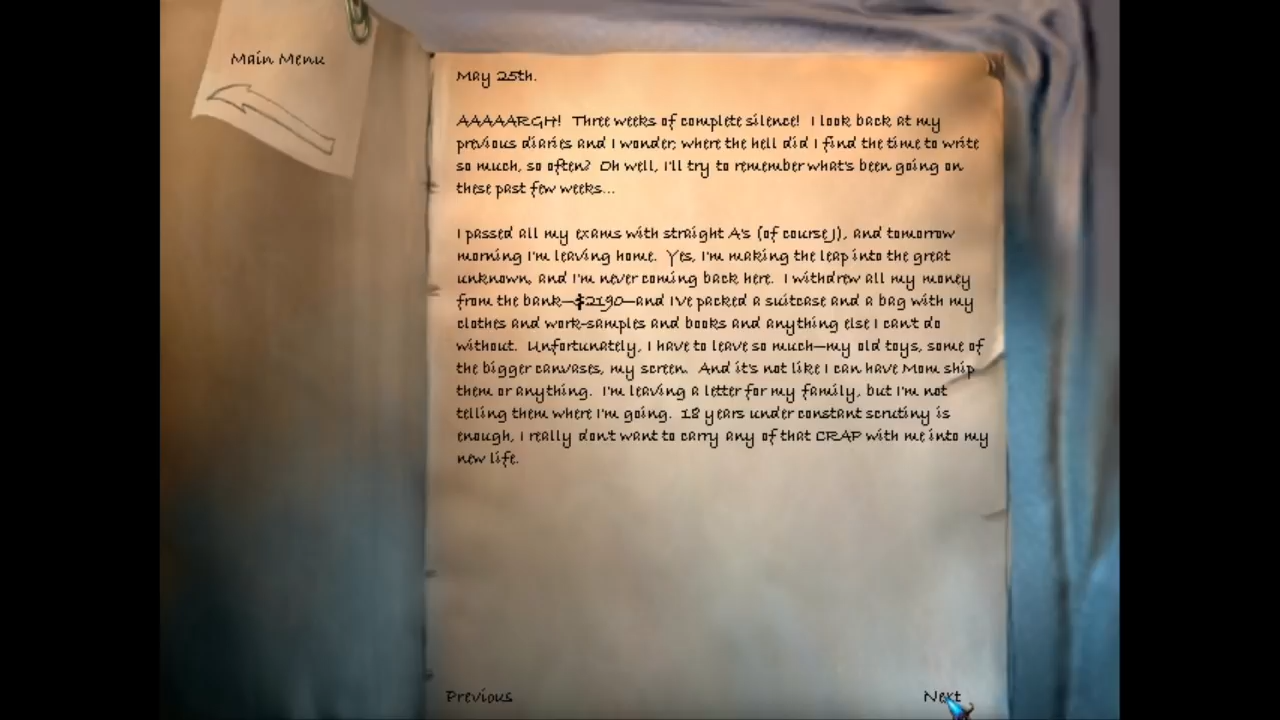 Main Menu
May 25th.
AAAAARGH! Three weeks of complete silence! I look back at my
previous diaries and I wonder, where the hell did I find the time to write
so much, so often? Oh well, I'll try to remember what's been going on
these past few weeks...
I passed all my exams with straight A's (of course!), and tomorrow
morning I'm leaving home. Yes, I'm making the leap into the great
unknown, and I'm never coming back here. I withdrew all my money
from the bank—$2190—and I've packed a suitcase and a bag with my
clothes and work-samples and books and anything else I can't do
without. Unfortunately, I have to leave so much—my old toys, some of
the bigger canvases, my screen. And it's not like I can have Mom ship
them or anything. I'm leaving a letter for my family, but I'm not
telling them where I'm going. 18 years under constant scrutiny is
enough, I really don't want to carry any of that CRAP with me into my
new life.
Previous
Next